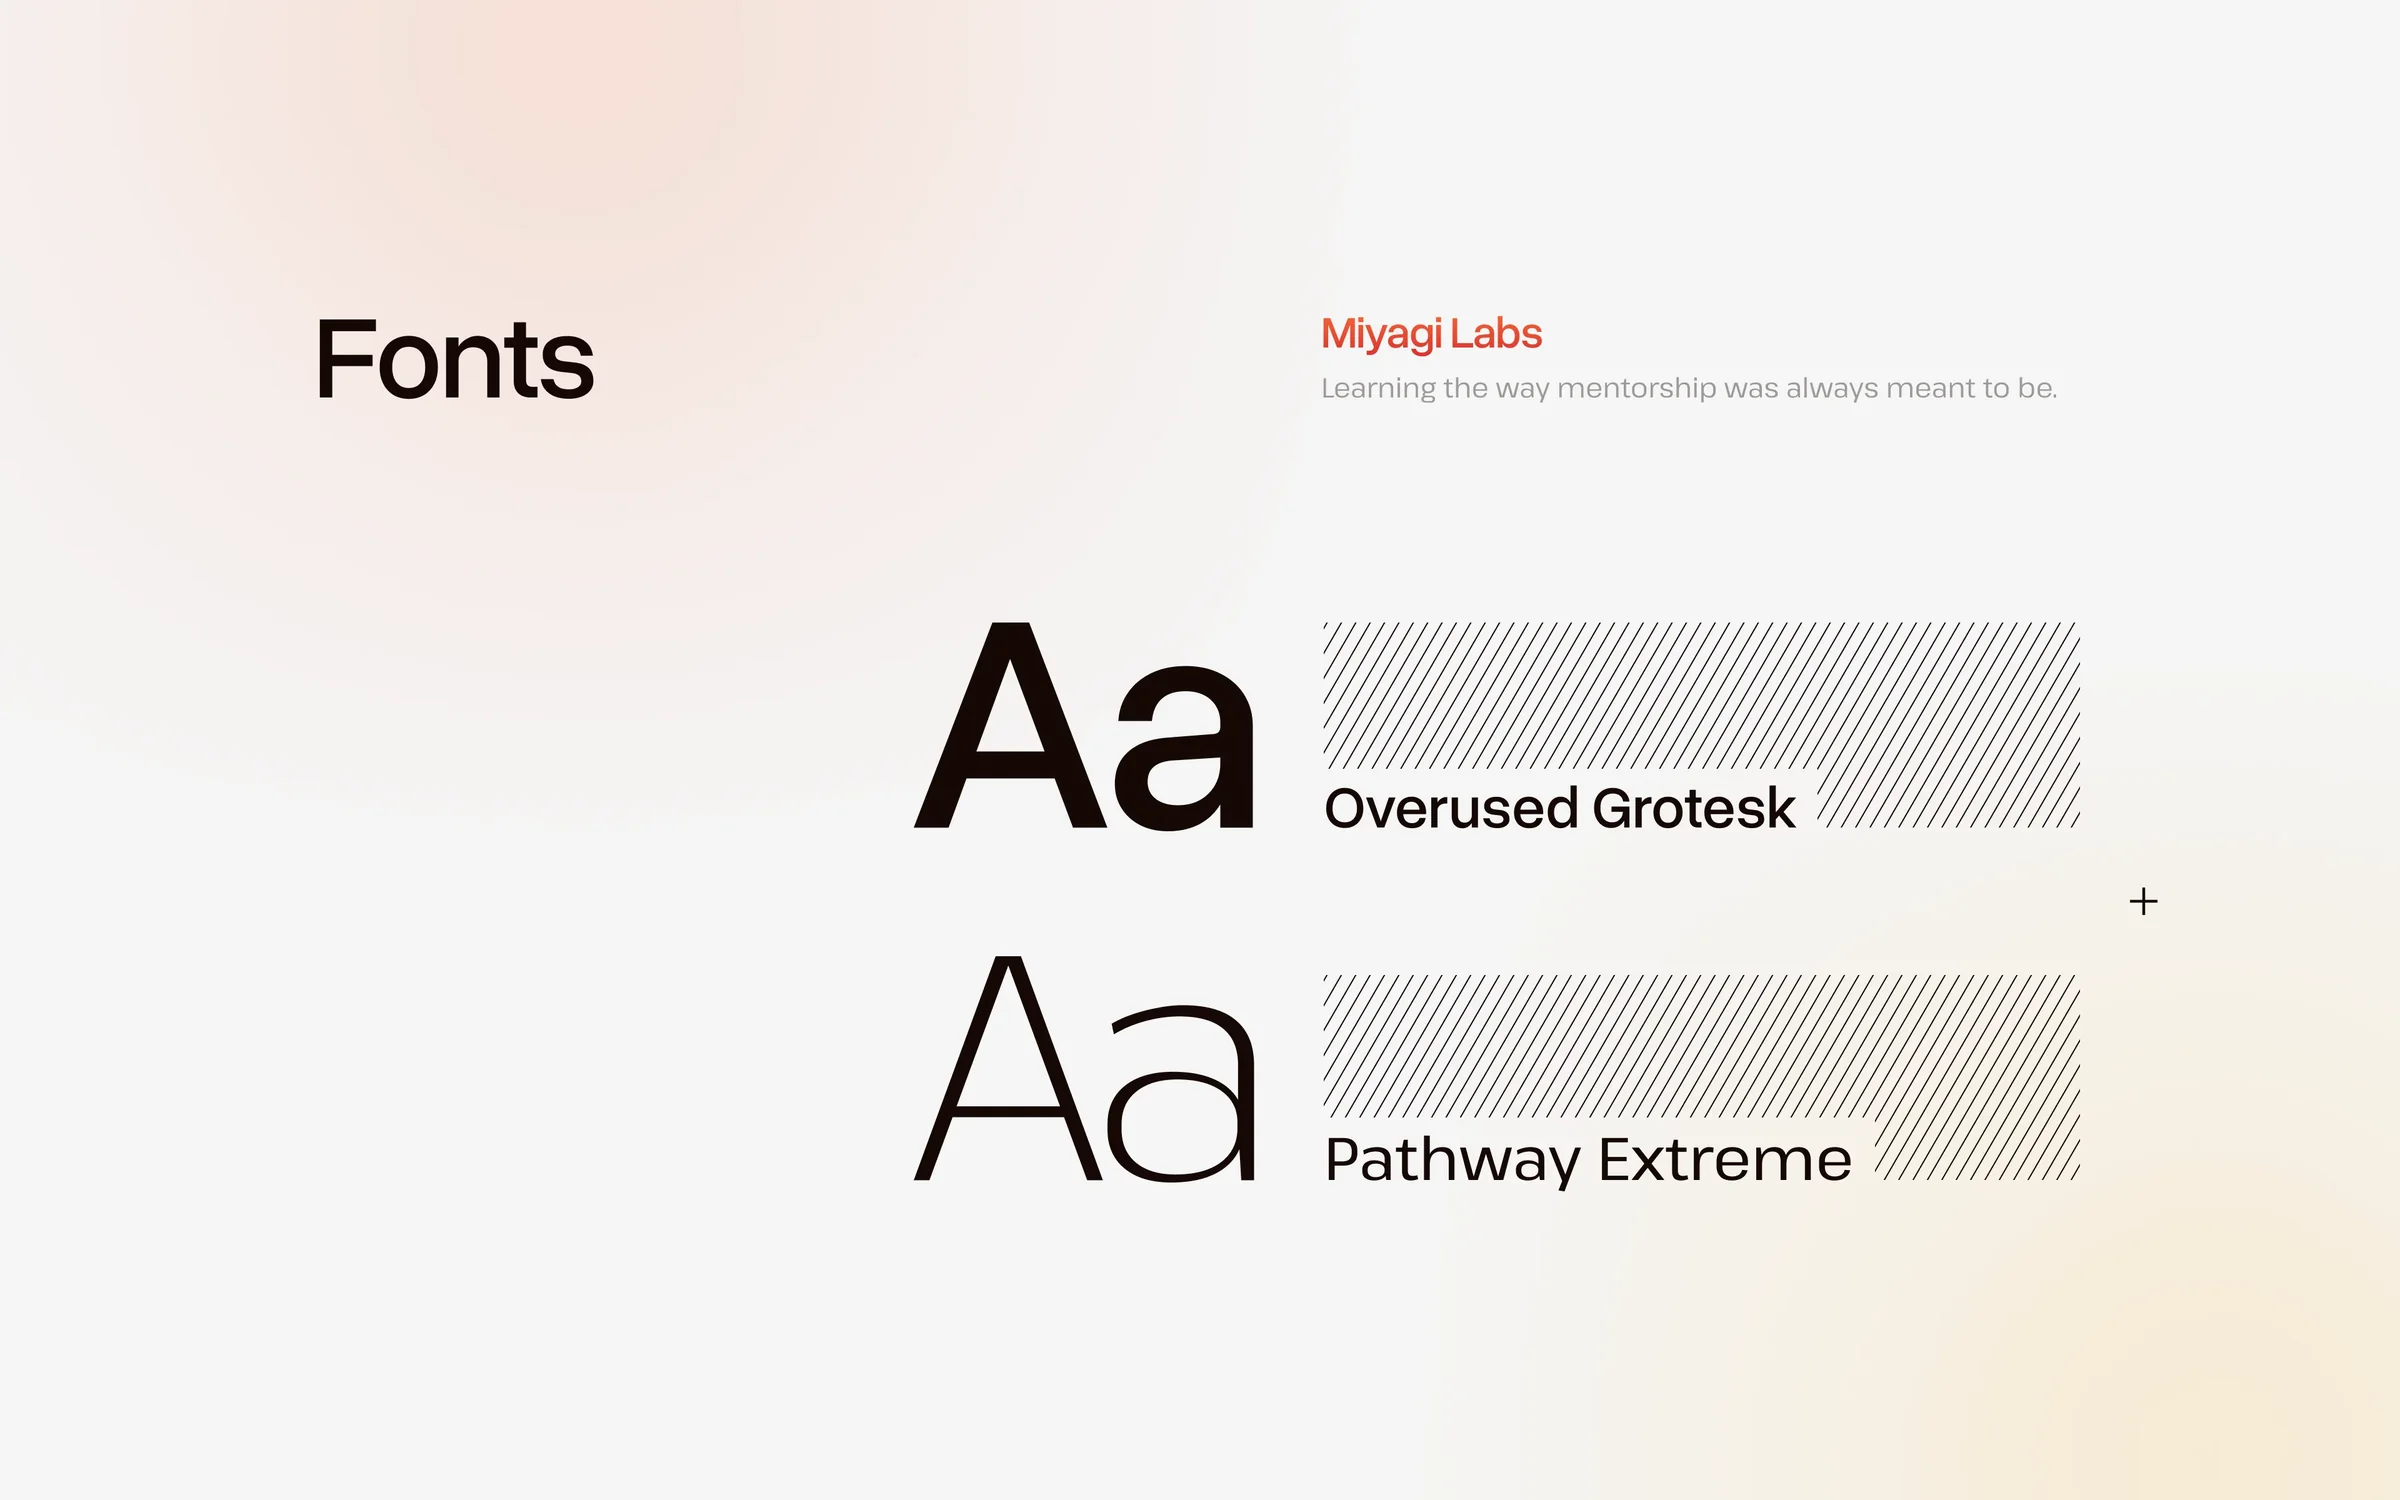 Fonts
Miyagi Labs
Learning the way mentorship was always meant to be.
Aa
Overused Grotesk
+
Aa
Pathway Extreme